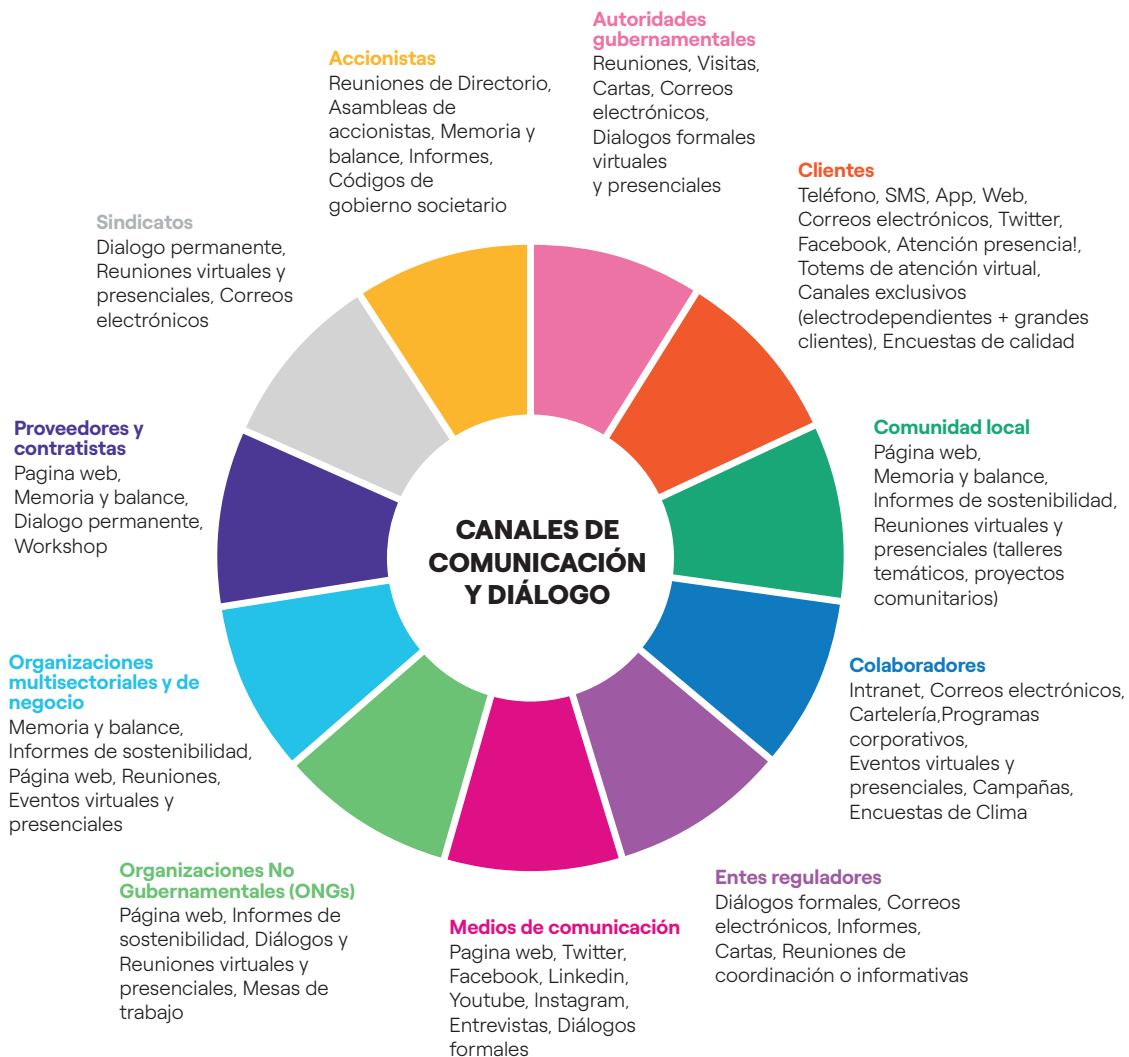 Autoridades
gubernamentales
Reuniones, Visitas,
Cartas, Correos
electrónicos,
Dialogos formales
virtuales
y presenciales
Clientes
Teléfono, SMS, App, Web,
Correos electrónicos, Twitter,
Facebook, Atención presencia!,
Totems de atención virtual,
Canales exclusivos
(electrodependientes + grandes
clientes), Encuestas de calidad
Comunidad local
Página web,
Memoria y balance,
Informes de sostenibilidad,
Reuniones virtuales y
presenciales (talleres
temáticos, proyectos
comunitarios)
Colaboradores
Intranet, Correos electrónicos,
Cartelería,Programas
corporativos,
Eventos virtuales y
presenciales, Campañas,
Encuestas de Clima
Entes reguladores
Diálogos formales, Correos
electrónicos, Informes,
Cartas, Reuniones de
coordinación o informativas
Medios de comunicación
Pagina web, Twitter,
Facebook, Linkedin,
Youtube, Instagram,
Entrevistas, Diálogos
formales
Organizaciones No
Gubernamentales (ONGs)
Página web, Informes de
sostenibilidad, Diálogos y
Reuniones virtuales y
presenciales, Mesas de
trabajo
Organizaciones
multisectoriales y de
negocio
Memoria y balance,
Informes de sostenibilidad,
Página web, Reuniones,
Eventos virtuales y
presenciales
Proveedores y
contratistas
Pagina web,
Memoria y balance,
Dialogo permanente,
Workshop
Sindicatos
Dialogo permanente,
Reuniones virtuales y
presenciales, Correos
electrónicos
Accionistas
Reuniones de Directorio,
Asambleas de
accionistas, Memoria y
balance, Informes,
Códigos de
gobierno societario
CANALES DE
COMUNICACIÓN
Y DIÁLOGO